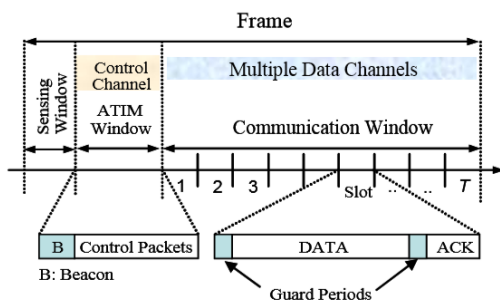 Frame
Sensing
Window
Control
Channel
Multiple Data Channels
ATIM
Window
Communication Window
1 2 3 Slot .. .. T
B Control Packets
DATA ACK
B: Beacon
Guard Periods